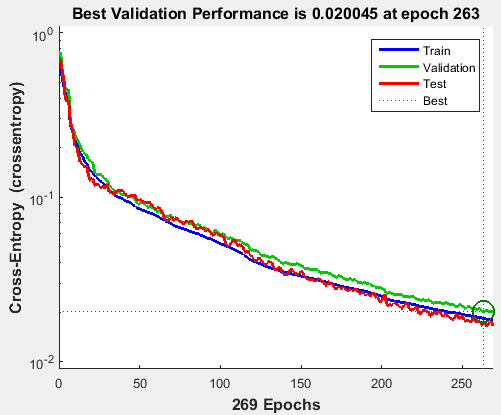 Best Validation Performance is 0.020045 at epoch 263
Cross-Entropy (crossentropy)
10^0
10^-1
10^-2
Train
Validation
Test
Best
0 50 100 150 200 250
269 Epochs